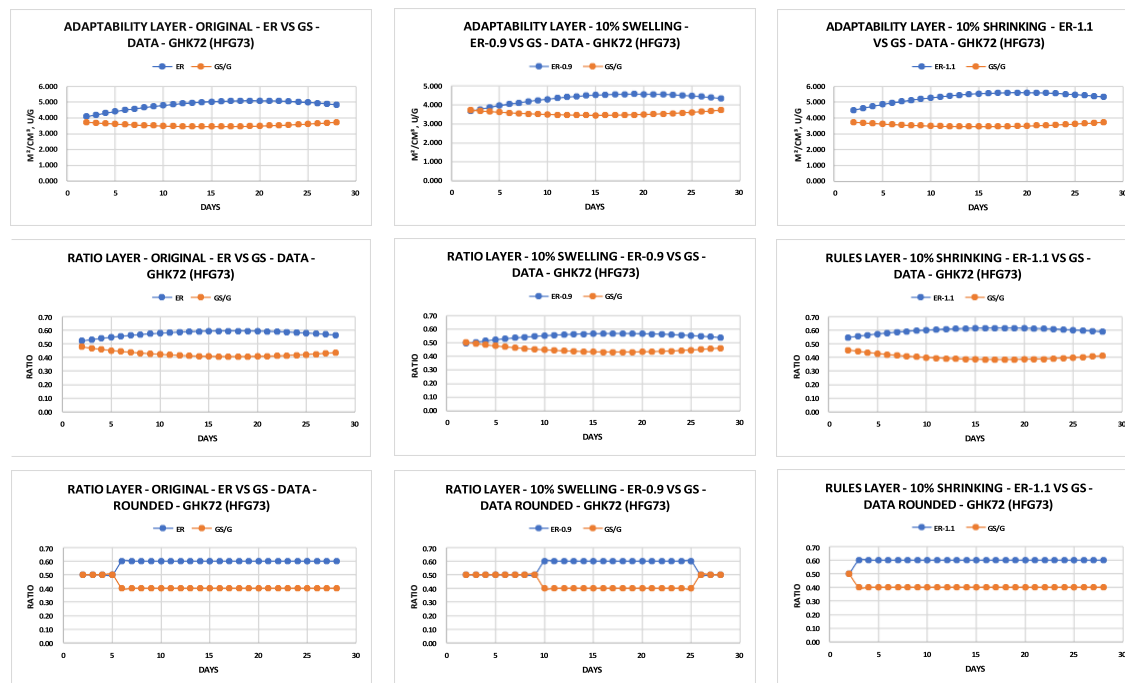 ADAPTABILITY LAYER - ORIGINAL - ER VS GS -
DATA - GHK72 (HFG73)
ER GS/G
6.000
5.000
4.000
3.000
2.000
1.000
0.000
M²/CM³, U/G
0 5 10 15 20 25 30
DAYS
ADAPTABILITY LAYER - 10% SWELLING -
ER-0.9 VS GS - DATA - GHK72 (HFG73)
ER-0.9 GS/G
5.000
4.000
3.000
2.000
1.000
0.000
M²/CM³, U/G
0 5 10 15 20 25 30
DAYS
ADAPTABILITY LAYER - 10% SHRINKING - ER-1.1
VS GS - DATA - GHK72 (HFG73)
ER-1.1 GS/G
6.000
5.000
4.000
3.000
2.000
1.000
0.000
M²/CM³, U/G
0 5 10 15 20 25 30
DAYS
RATIO LAYER - ORIGINAL - ER VS GS - DATA -
GHK72 (HFG73)
ER GS/G
0.70
0.60
0.50
0.40
0.30
0.20
0.10
0.00
RATIO
0 5 10 15 20 25 30
DAYS
RATIO LAYER - 10% SWELLING - ER-0.9 VS GS -
DATA - GHK72 (HFG73)
ER-0.9 GS/G
0.70
0.60
0.50
0.40
0.30
0.20
0.10
0.00
RATIO
0 5 10 15 20 25 30
DAYS
RULES LAYER - 10% SHRINKING - ER-1.1 VS GS -
DATA - GHK72 (HFG73)
ER-1.1 GS/G
0.70
0.60
0.50
0.40
0.30
0.20
0.10
0.00
RATIO
0 5 10 15 20 25 30
DAYS
RATIO LAYER - ORIGINAL - ER VS GS - DATA -
ROUNDED - GHK72 (HFG73)
ER GS/G
0.70
0.60
0.50
0.40
0.30
0.20
0.10
0.00
RATIO
0 5 10 15 20 25 30
DAYS
RATIO LAYER - 10% SWELLING - ER-0.9 VS GS -
DATA ROUNDED - GHK72 (HFG73)
ER-0.9 GS/G
0.70
0.60
0.50
0.40
0.30
0.20
0.10
0.00
RATIO
0 5 10 15 20 25 30
DAYS
RULES LAYER - 10% SHRINKING - ER-1.1 VS GS -
DATA ROUNDED - GHK72 (HFG73)
ER-1.1 GS/G
0.70
0.60
0.50
0.40
0.30
0.20
0.10
0.00
RATIO
0 5 10 15 20 25 30
DAYS